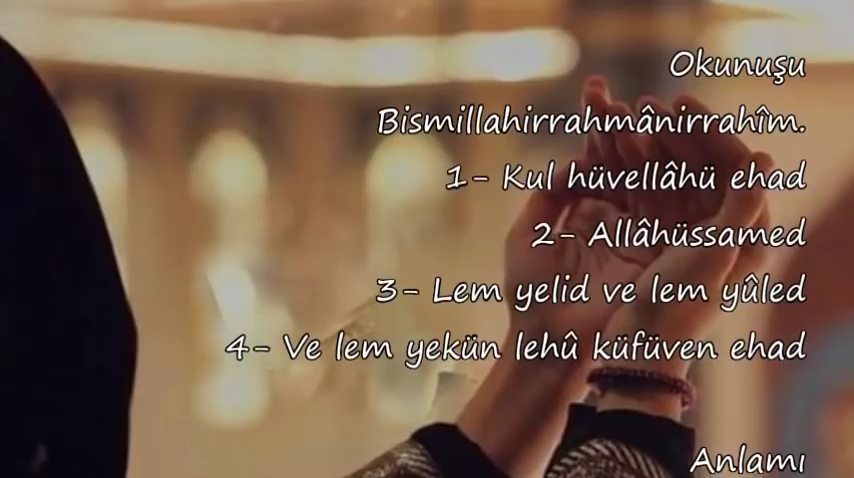 Okunuşu
Bismillahirrahmânirrahîm.
1- Kul hüvellâhü ehad
2- Allâhüssamed
3- Lem yelid ve lem yûled
4- Ve lem yekün lehû küfüven ehad
Anlamı